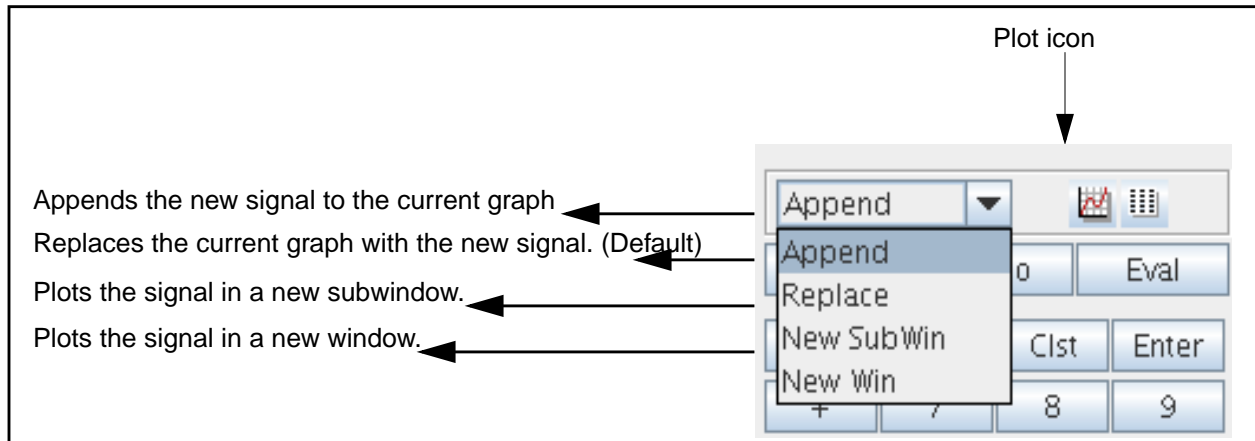 Plot icon
Appends the new signal to the current graph
Replaces the current graph with the new signal. (Default)
Plots the signal in a new subwindow.
Plots the signal in a new window.
Append
Append
Replace
New SubWin
New Win
o
Eval
Clst
Enter
+
7
8
9